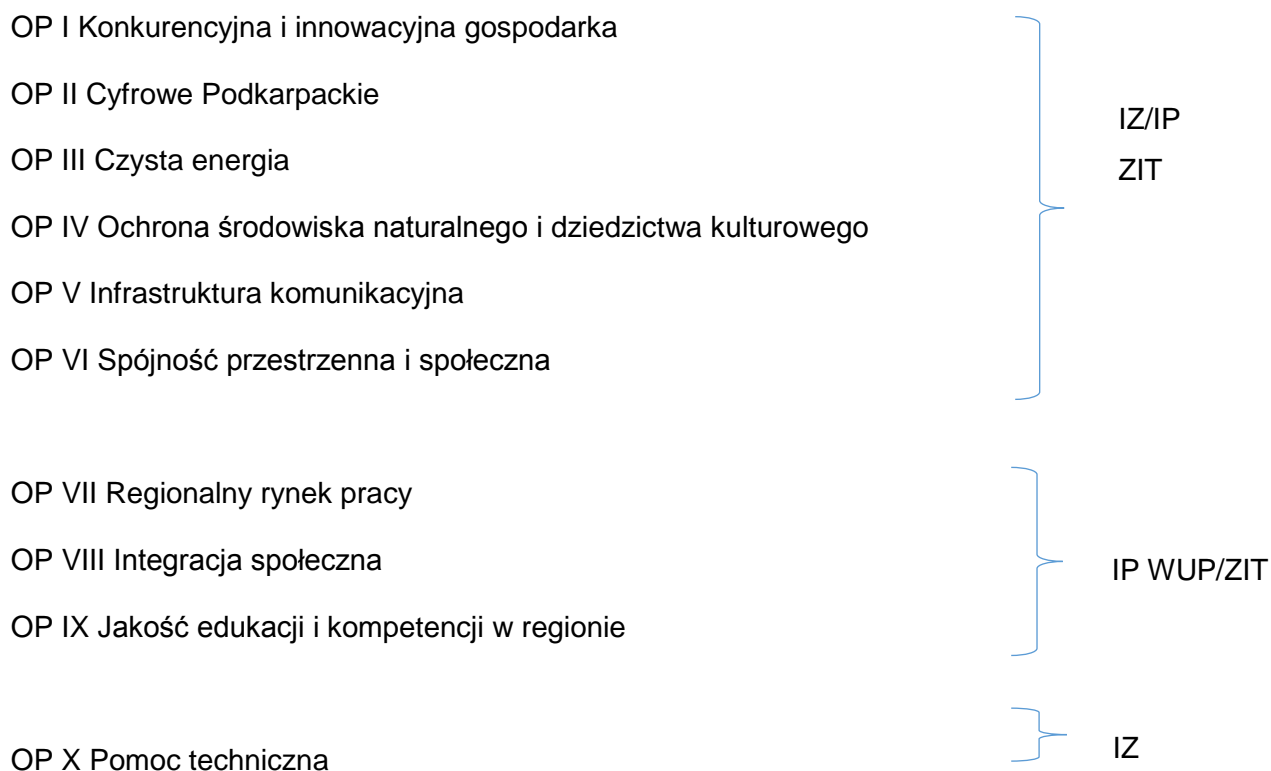 OP I Konkurencyjna i innowacyjna gospodarka
OP II Cyfrowe Podkarpackie
OP III Czysta energia
OP IV Ochrona środowiska naturalnego i dziedzictwa kulturowego
OP V Infrastruktura komunikacyjna
OP VI Spójność przestrzenna i społeczna
IZ/IP
ZIT
OP VII Regionalny rynek pracy
OP VIII Integracja społeczna
OP IX Jakość edukacji i kompetencji w regionie
IP WUP/ZIT
OP X Pomoc techniczna
IZ